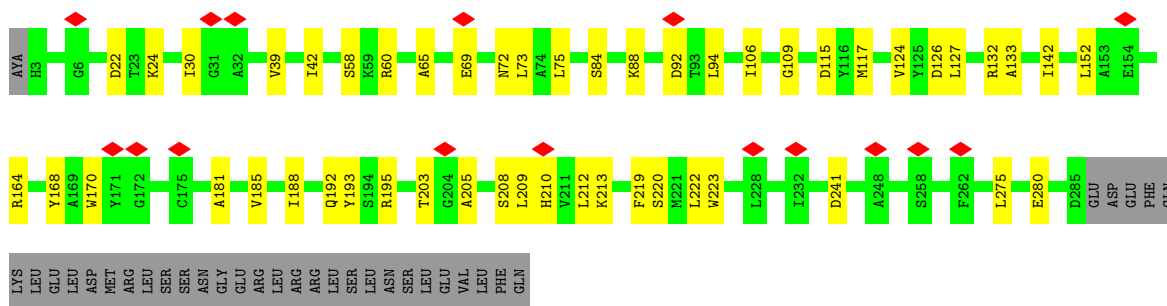 AYA H3 G6 D22 T23 K24 I30 G31 A32 V39 I42 S58 K59 R60 A65 E69 N72 L73 A74 L75 S84 K88 D92 T93 L94 I106 G109 D115 Y116 M117 V124 Y125 D126 L127 R132 A133 I142 L152 A153 E154
R164 Y168 A169 W170 Y171 G172 C175 A181 V185 I188 Q192 Y193 S194 R195 T203 G204 A205 S208 L209 H210 V211 L212 K213 F219 S220 M221 L222 W223 L228 I232 D241 A248 S258 F262 L275 E280 D285 GLU ASP GLU PHE GLN
LYS LEU GLU LEU ASP MET ARG LEU SER SER ASN GLY GLU ARG LEU ARG ARG LEU SER LEU ASN SER LEU GLU VAL LEU PHE GLN